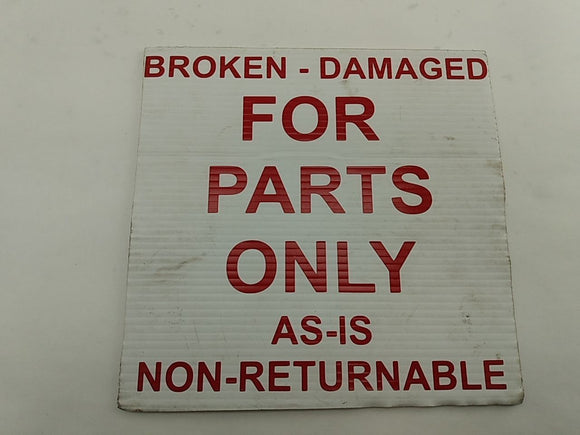 BROKEN - DAMAGED
FOR
PARTS
ONLY
AS-IS
NON-RETURNABLE